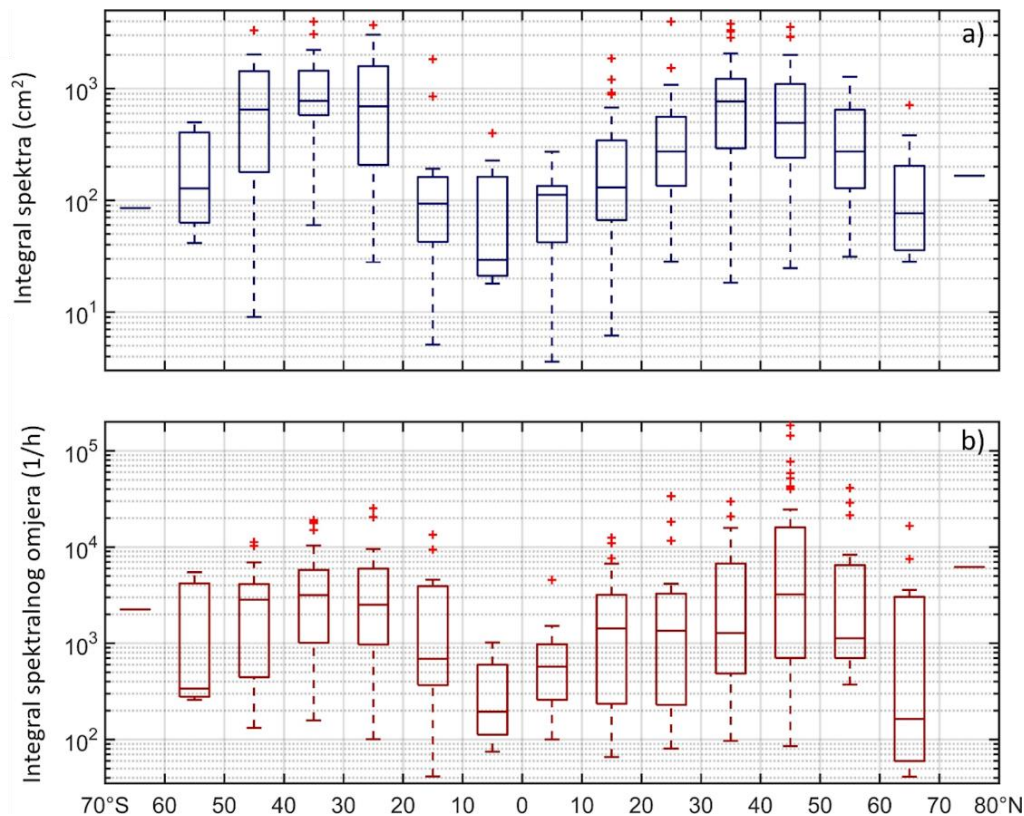 a)
Integral spektra (cm²)
10³
10²
10¹
b)
Integral spektralnog omjera (1/h)
10⁵
10⁴
10³
10²
70°S 60 50 40 30 20 10 0 10 20 30 40 50 60 70 80°N